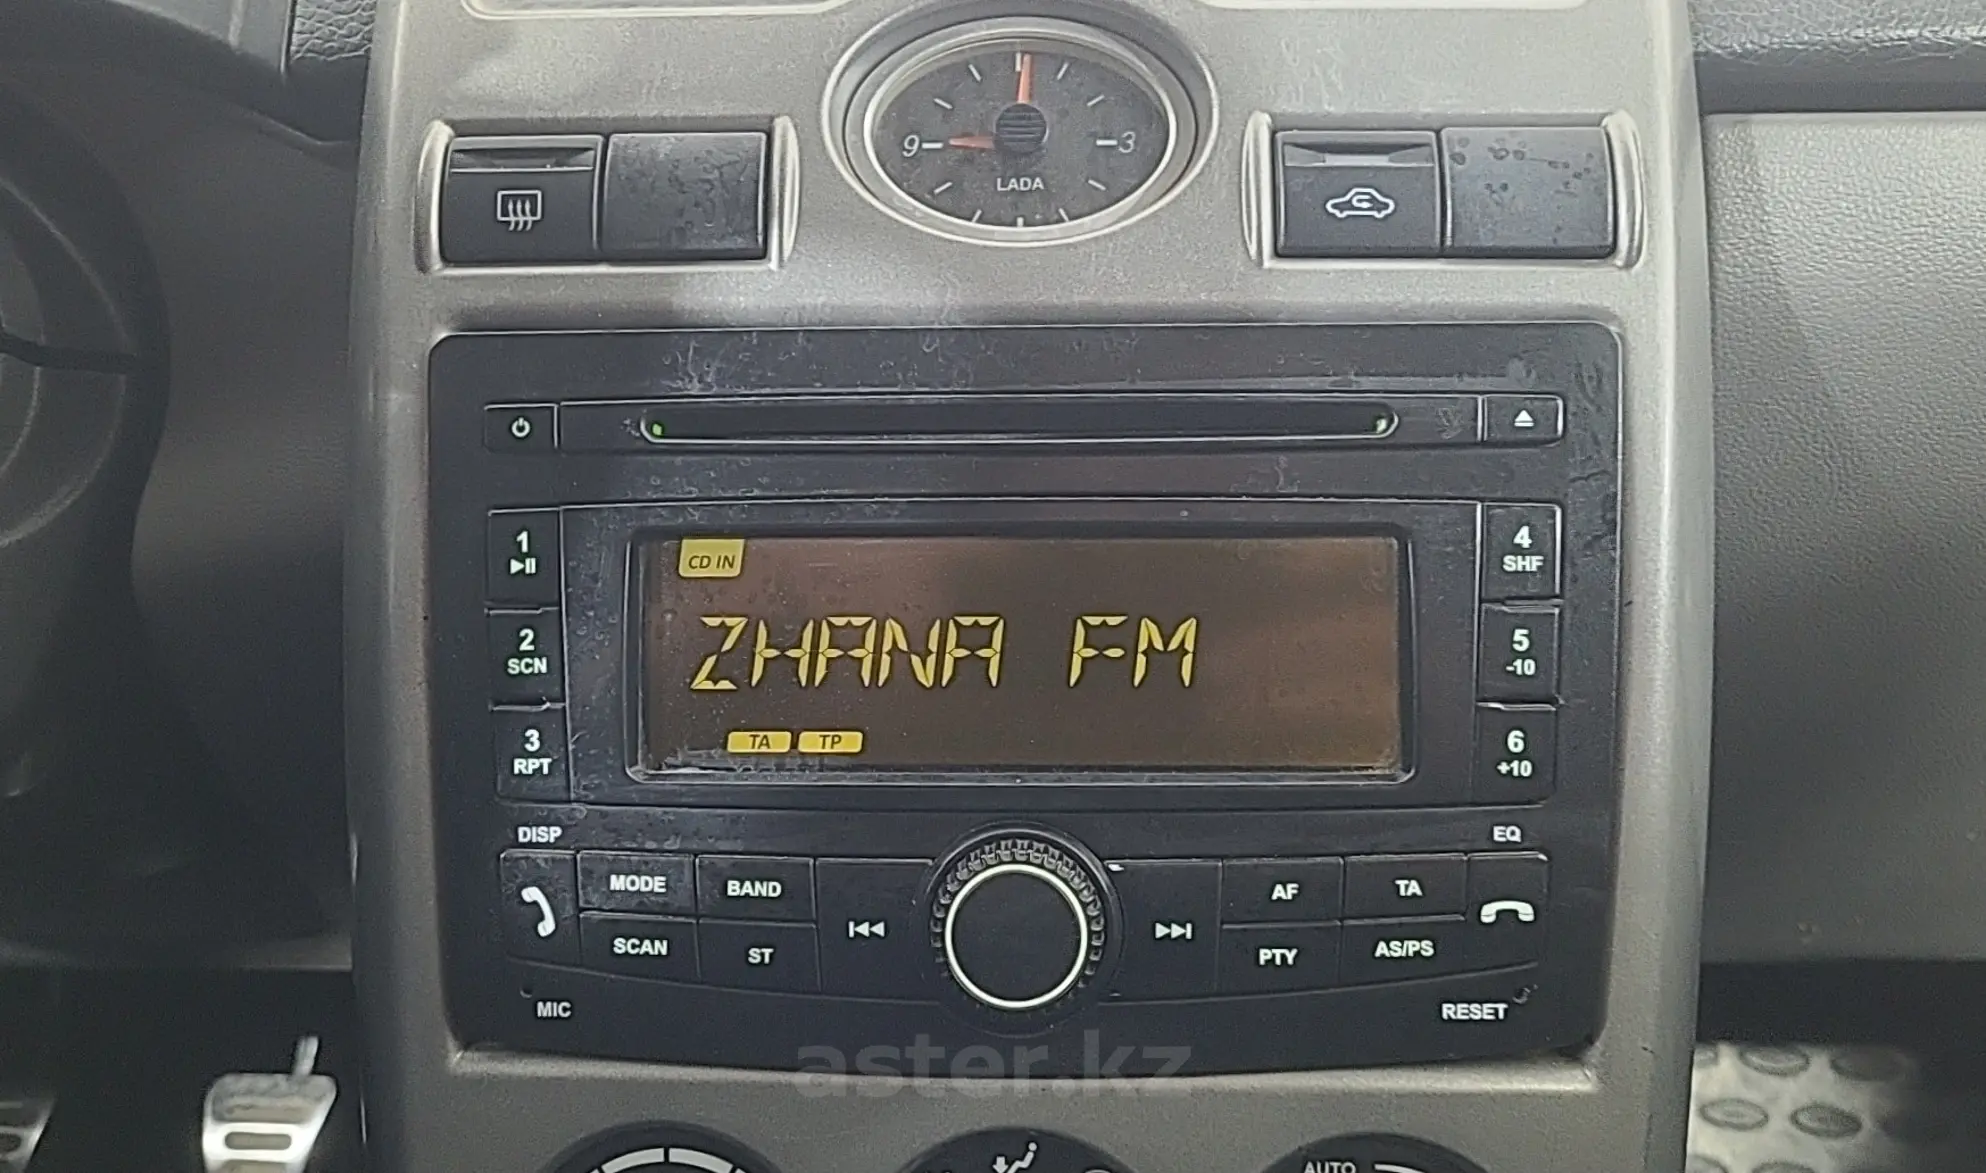 9
3
LADA
1
4
SHF
CD IN
ZHANA FM
2
SCN
5
-10
TA TP
3
RPT
6
+10
DISP
EQ
MODE
BAND
AF
TA
SCAN
ST
PTY
AS/PS
MIC
RESET
aster.kz
AUTO